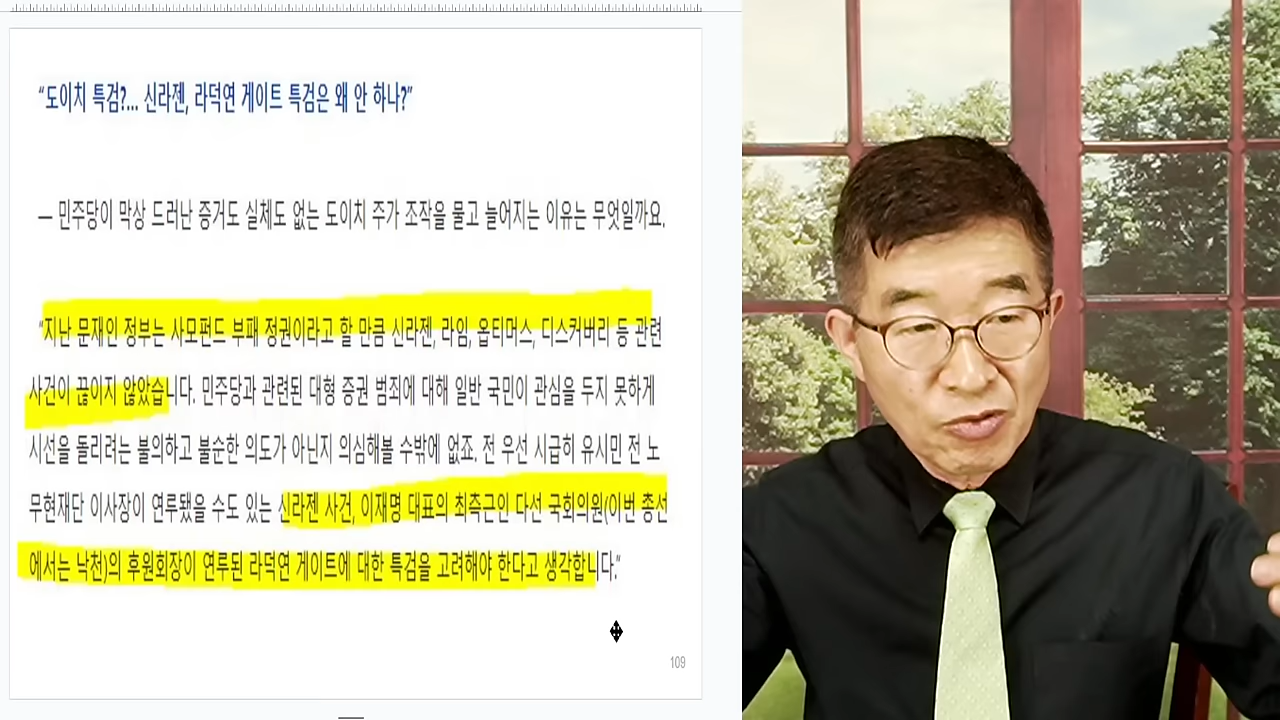 “도이치 특검?... 신라젠, 라덕연 게이트 특검은 왜 안 하나?”
― 민주당이 막상 드러난 증거도 실체도 없는 도이치 주가 조작을 물고 늘어지는 이유는 무엇일까요.
“지난 문재인 정부는 사모펀드 부패 정권이라고 할 만큼 신라젠, 라임, 옵티머스, 디스커버리 등 관련
사건이 끊이지 않았습니다. 민주당과 관련된 대형 증권 범죄에 대해 일반 국민이 관심을 두지 못하게
시선을 돌리려는 불의하고 불순한 의도가 아닌지 의심해볼 수밖에 없죠. 전 우선 시급히 유시민 전 노
무현재단 이사장이 연루됐을 수도 있는 신라젠 사건, 이재명 대표의 최측근인 다선 국회의원(이번 총선
에서는 낙천)의 후원회장이 연루된 라덕연 게이트에 대한 특검을 고려해야 한다고 생각합니다.“
109